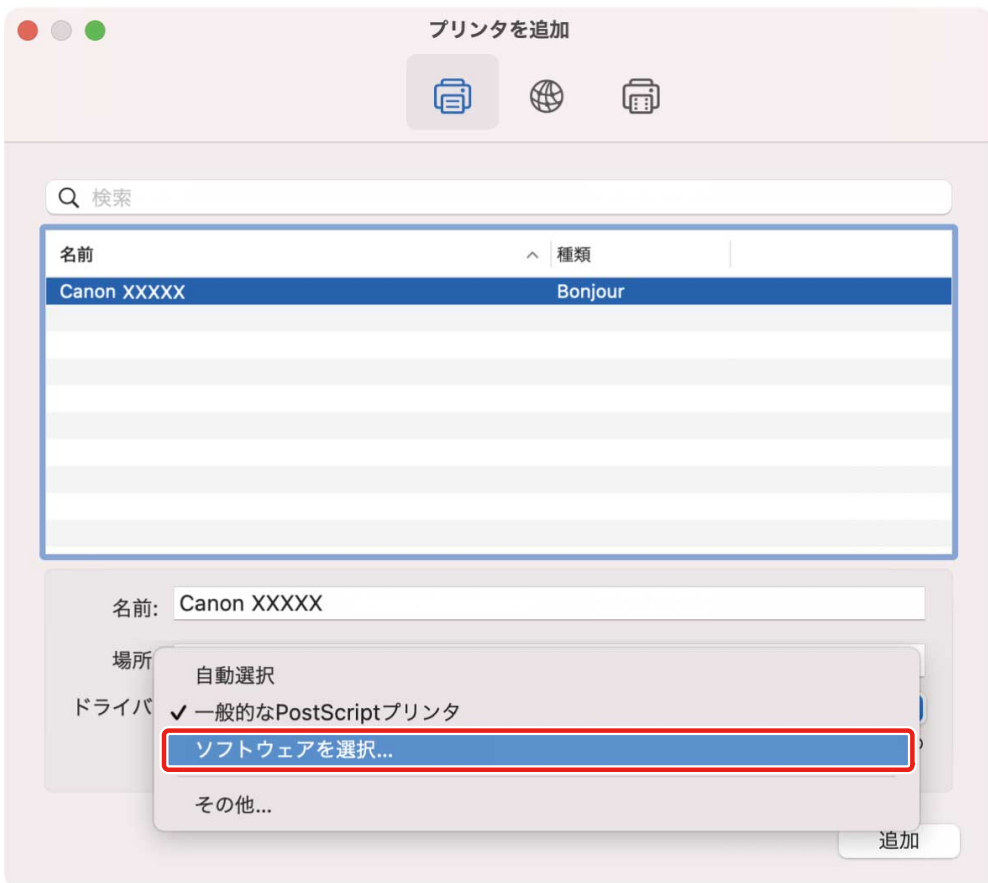 プリンタを追加
検索
名前 種類
Canon XXXXX Bonjour
名前: Canon XXXXX
場所
自動選択
ドライバ
✓ 一般的なPostScriptプリンタ
ソフトウェアを選択...
その他...
追加